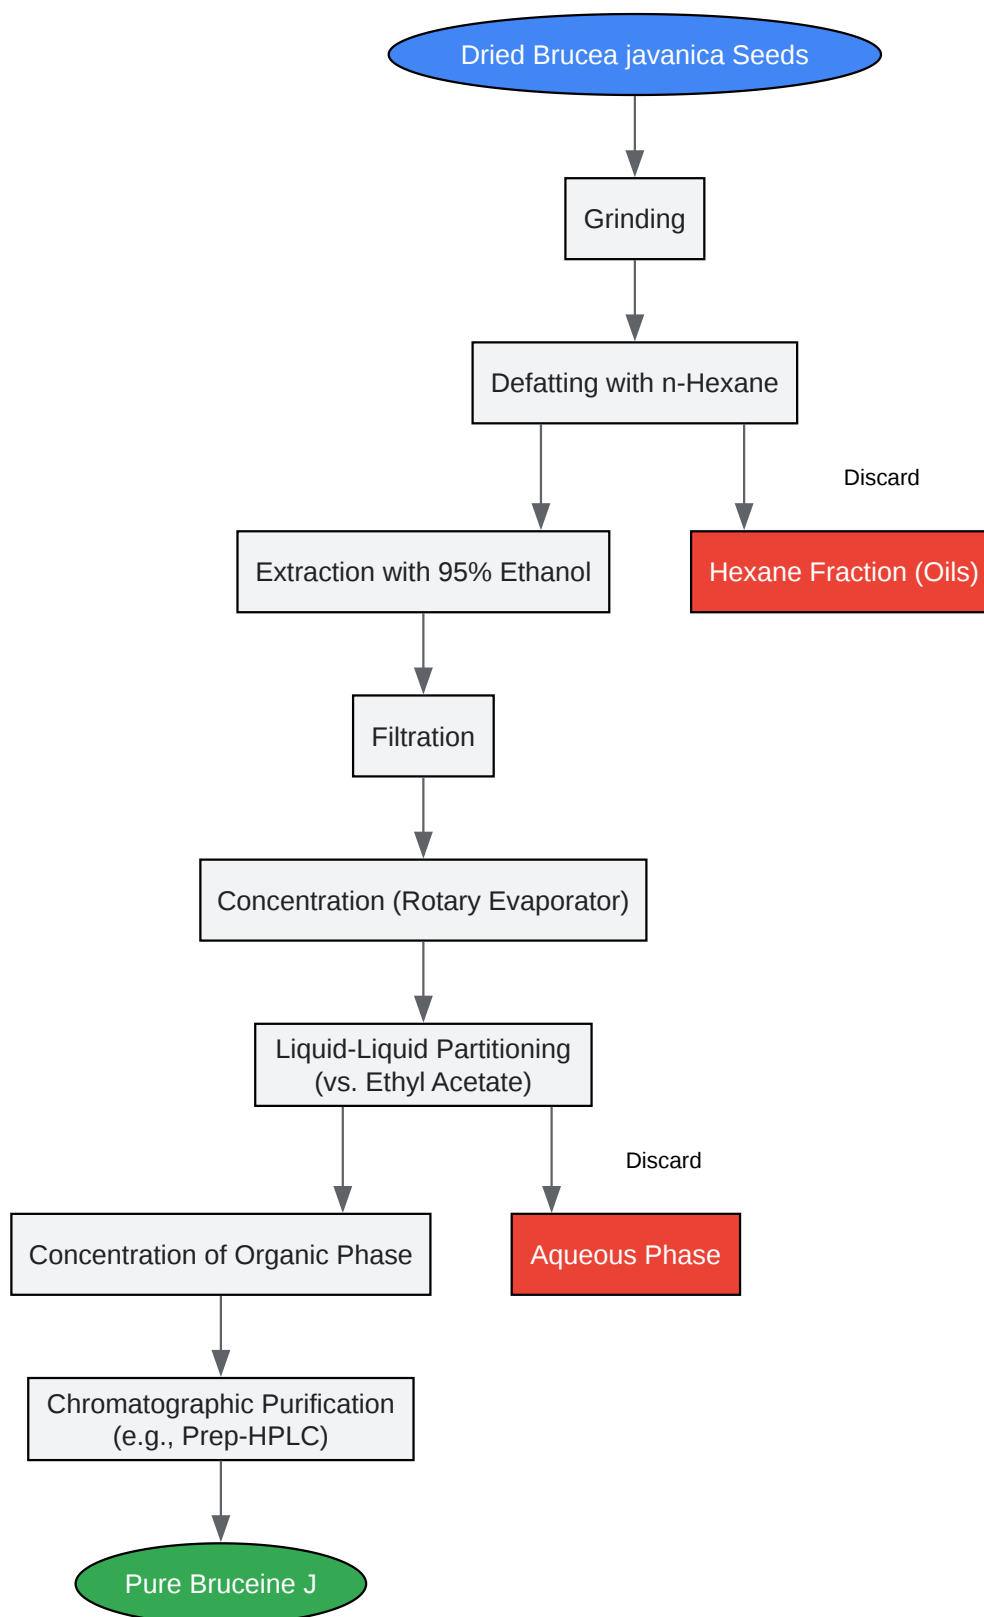 Dried Brucea javanica Seeds
Grinding
Defatting with n-Hexane
Discard
Extraction with 95% Ethanol
Hexane Fraction (Oils)
Filtration
Concentration (Rotary Evaporator)
Liquid-Liquid Partitioning
(vs. Ethyl Acetate)
Discard
Concentration of Organic Phase
Aqueous Phase
Chromatographic Purification
(e.g., Prep-HPLC)
Pure Bruceine J